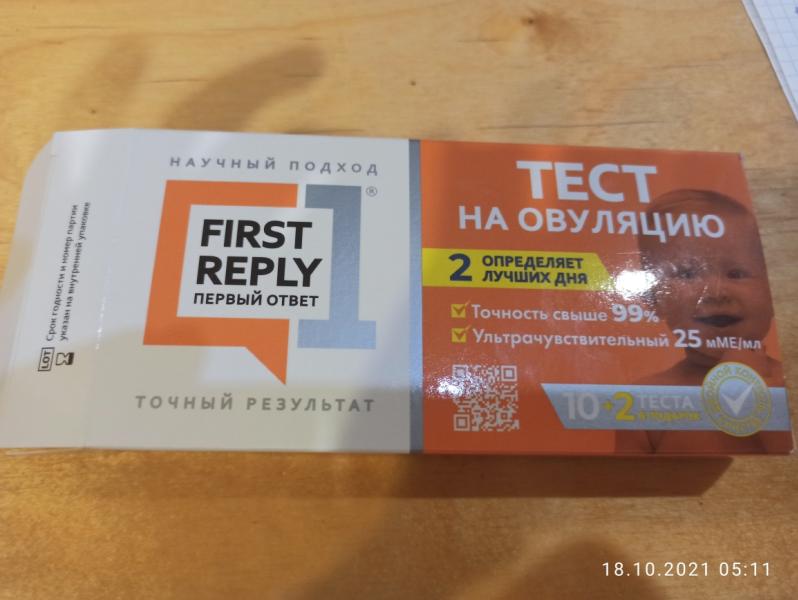 Срок годности и номер партии
указан на внутренней упаковке
LOT
НАУЧНЫЙ ПОДХОД
1®
FIRST
REPLY
ПЕРВЫЙ ОТВЕТ
ТОЧНЫЙ РЕЗУЛЬТАТ
ТЕСТ
НА ОВУЛЯЦИЮ
ОПРЕДЕЛЯЕТ
2 ЛУЧШИХ ДНЯ
Точность свыше 99%
Ультрачувствительный 25 мМЕ/мл
10+2 ТЕСТА
В ПОДАРОК
18.10.2021 05:11